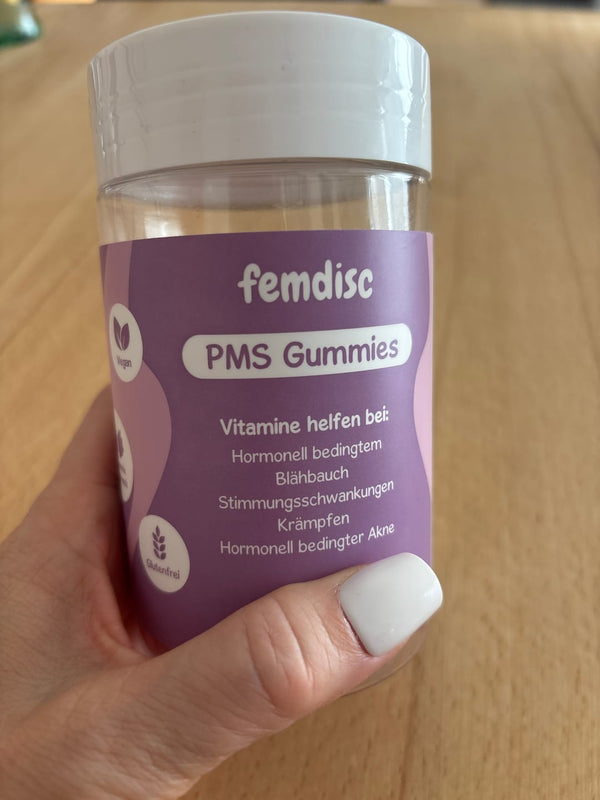 femdisc
PMS Gummies
Vitamine helfen bei:
Hormonell bedingtem
Blähbauch
Stimmungsschwankungen
Krämpfen
Hormonell bedingter Akne
Vegan
Glutenfrei